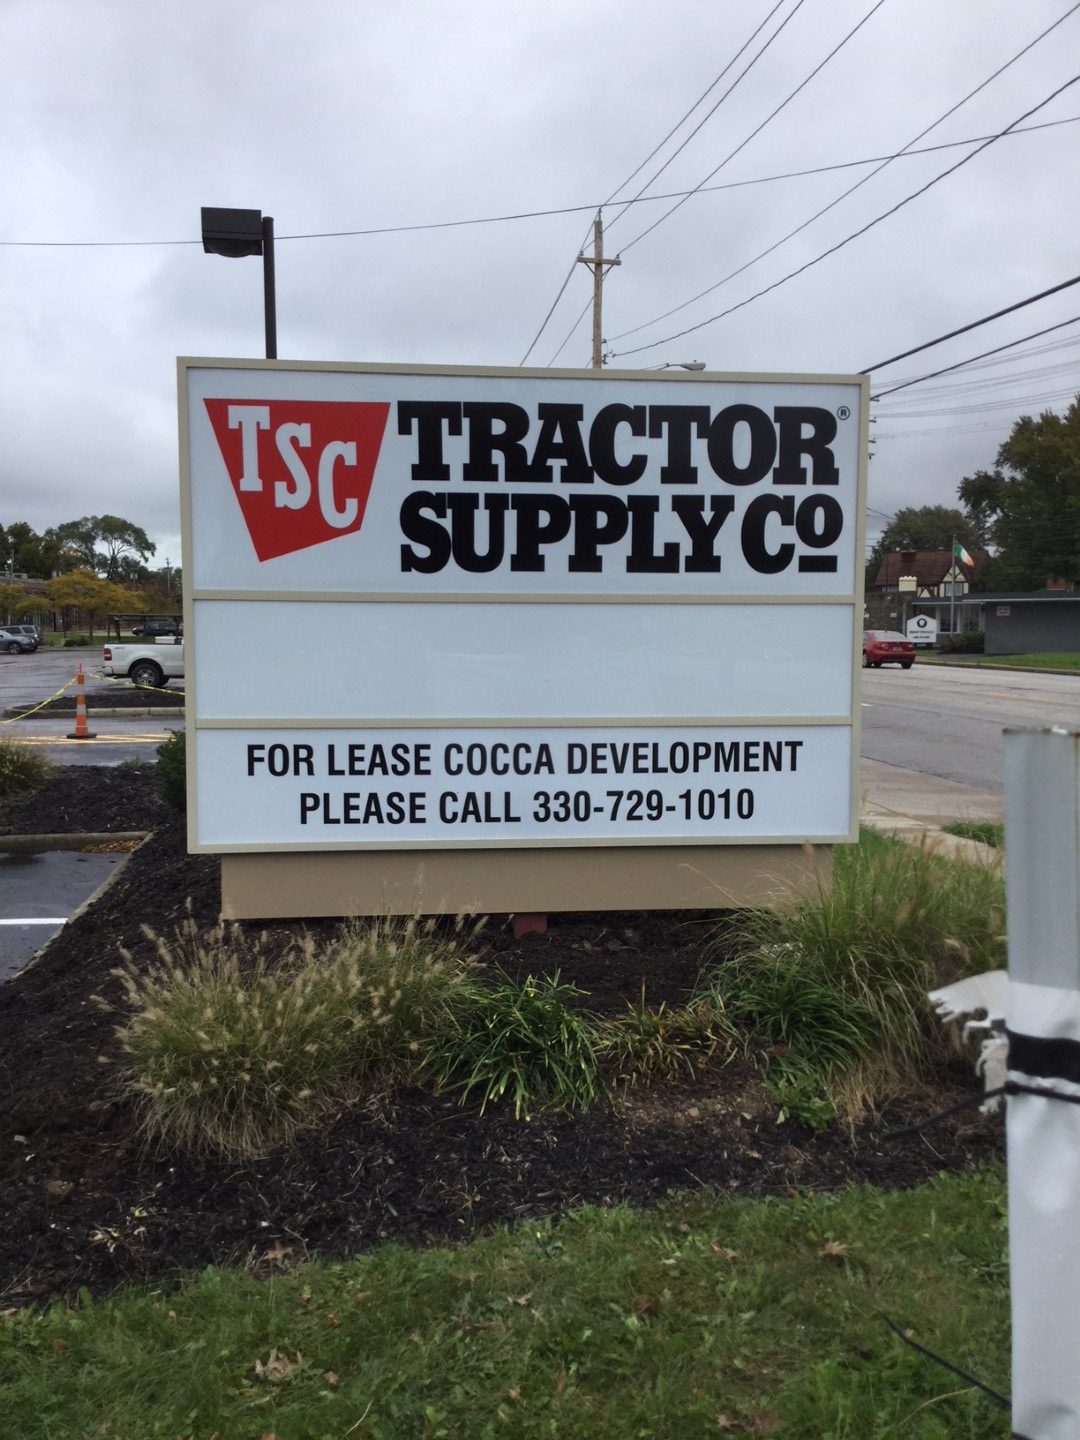 TSC
TRACTOR®
SUPPLY CO
FOR LEASE COCCA DEVELOPMENT
PLEASE CALL 330-729-1010